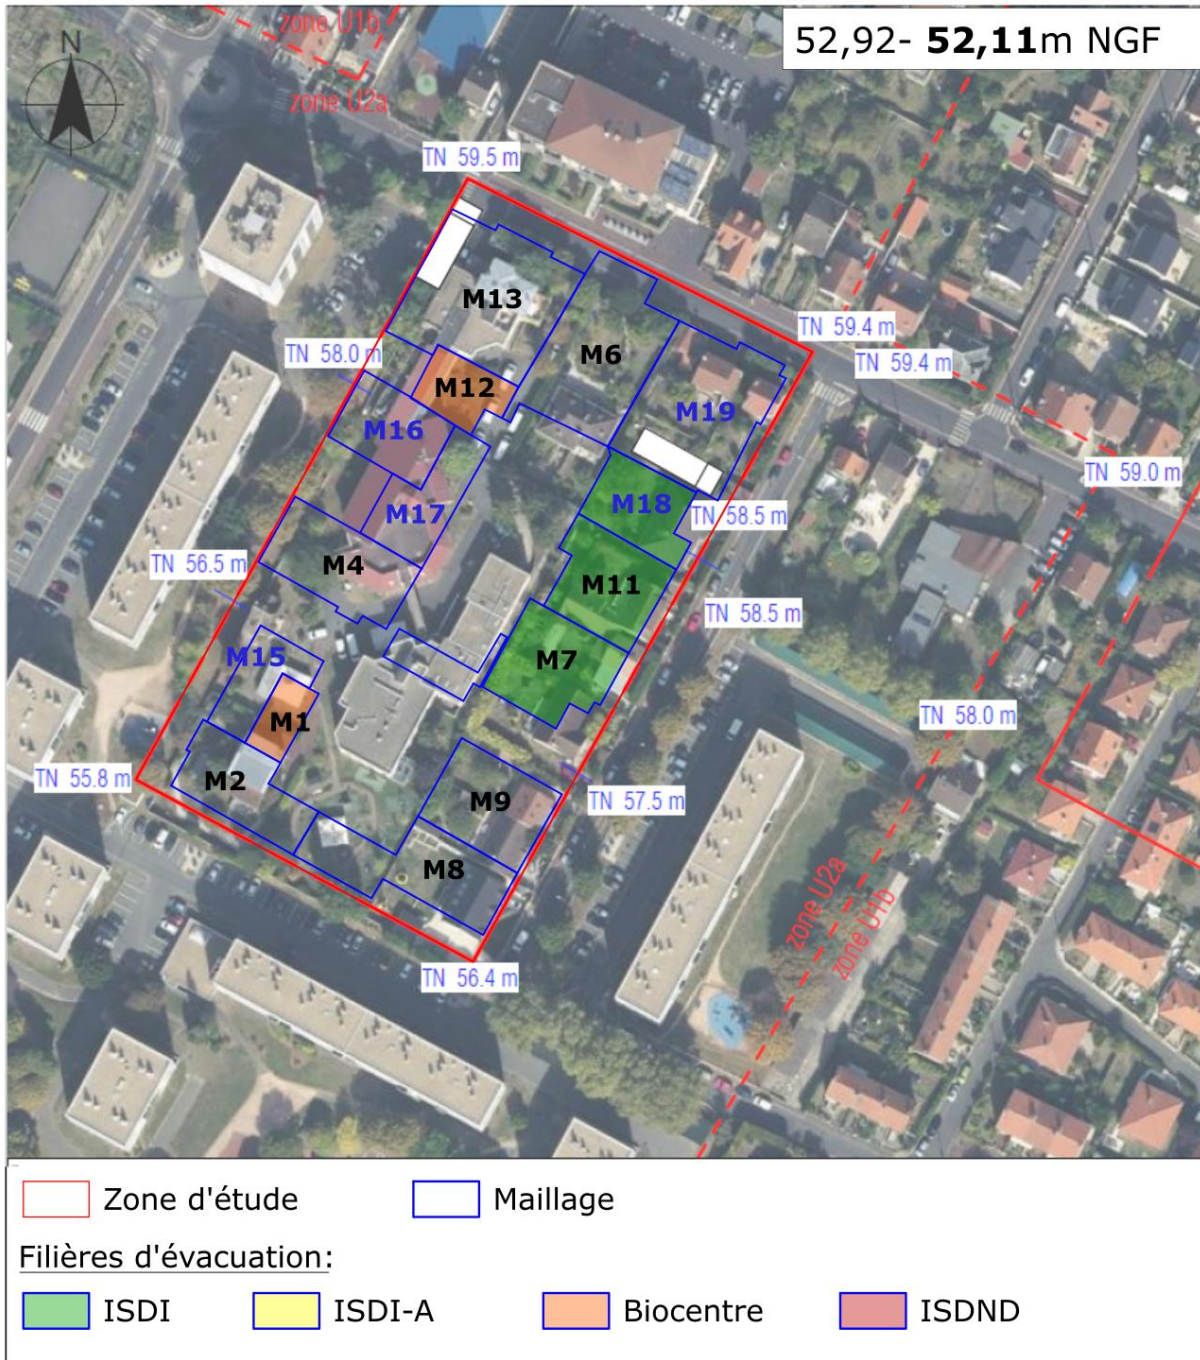 zone U1b
52,92- 52,11m NGF
N
zone U2a
TN 59.5 m
M13
TN 59.4 m
TN 58.0 m
M6
TN 59.4 m
M12
M19
M16
TN 59.0 m
M18
M17
TN 58.5 m
M4
TN 56.5 m
M11
TN 58.5 m
M15
M7
M1
TN 58.0 m
TN 55.8 m
M2
M9
TN 57.5 m
M8
zone U2a
zone U1b
TN 56.4 m
Zone d'étude
Maillage
Filières d'évacuation:
ISDI
ISDI-A
Biocentre
ISDND